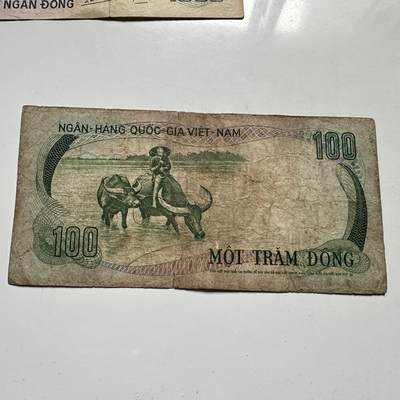 NGÂN ĐỒNG
NGÂN-HÀNG QUỐC-GIA VIỆT-NAM
100
100
MỘT TRĂM ĐỒNG